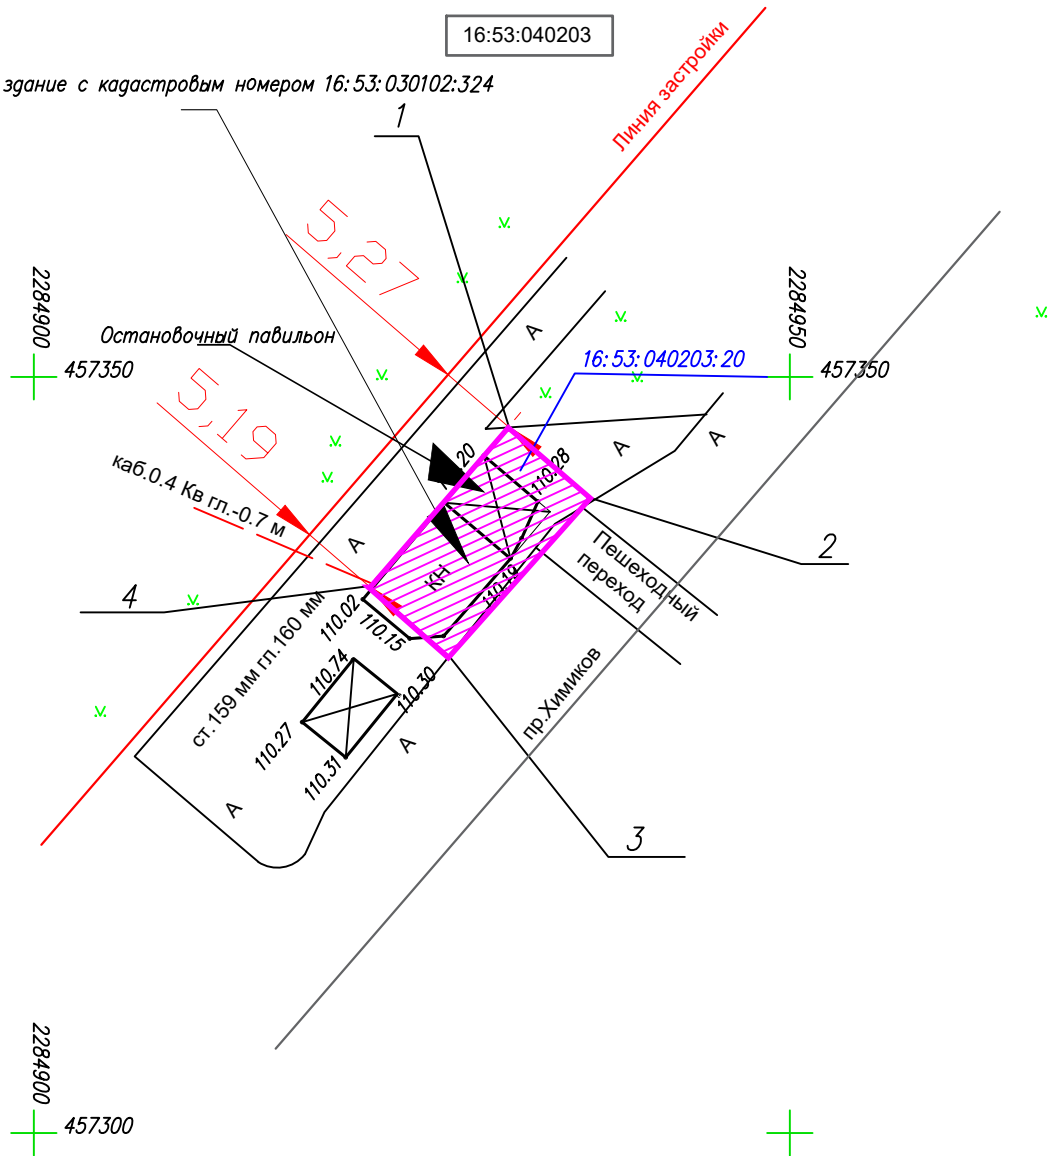 16:53:040203
Линия застройки
здание с кадастровым номером 16:53:030102:324
1
5,27
2284900
2284950
Остановочный павильон
А
16:53:040203:20
457350
457350
5,19
А
А
110.28
каб.0.4 Кв гл.-0.7 м
А
2
Пешеходный
переход
КН
110.19
4
110.02
110.15
ст.159 мм гл.160 мм
110.74
110.30
пр.Химиков
110.27
А
110.31
А
3
2284900
457300